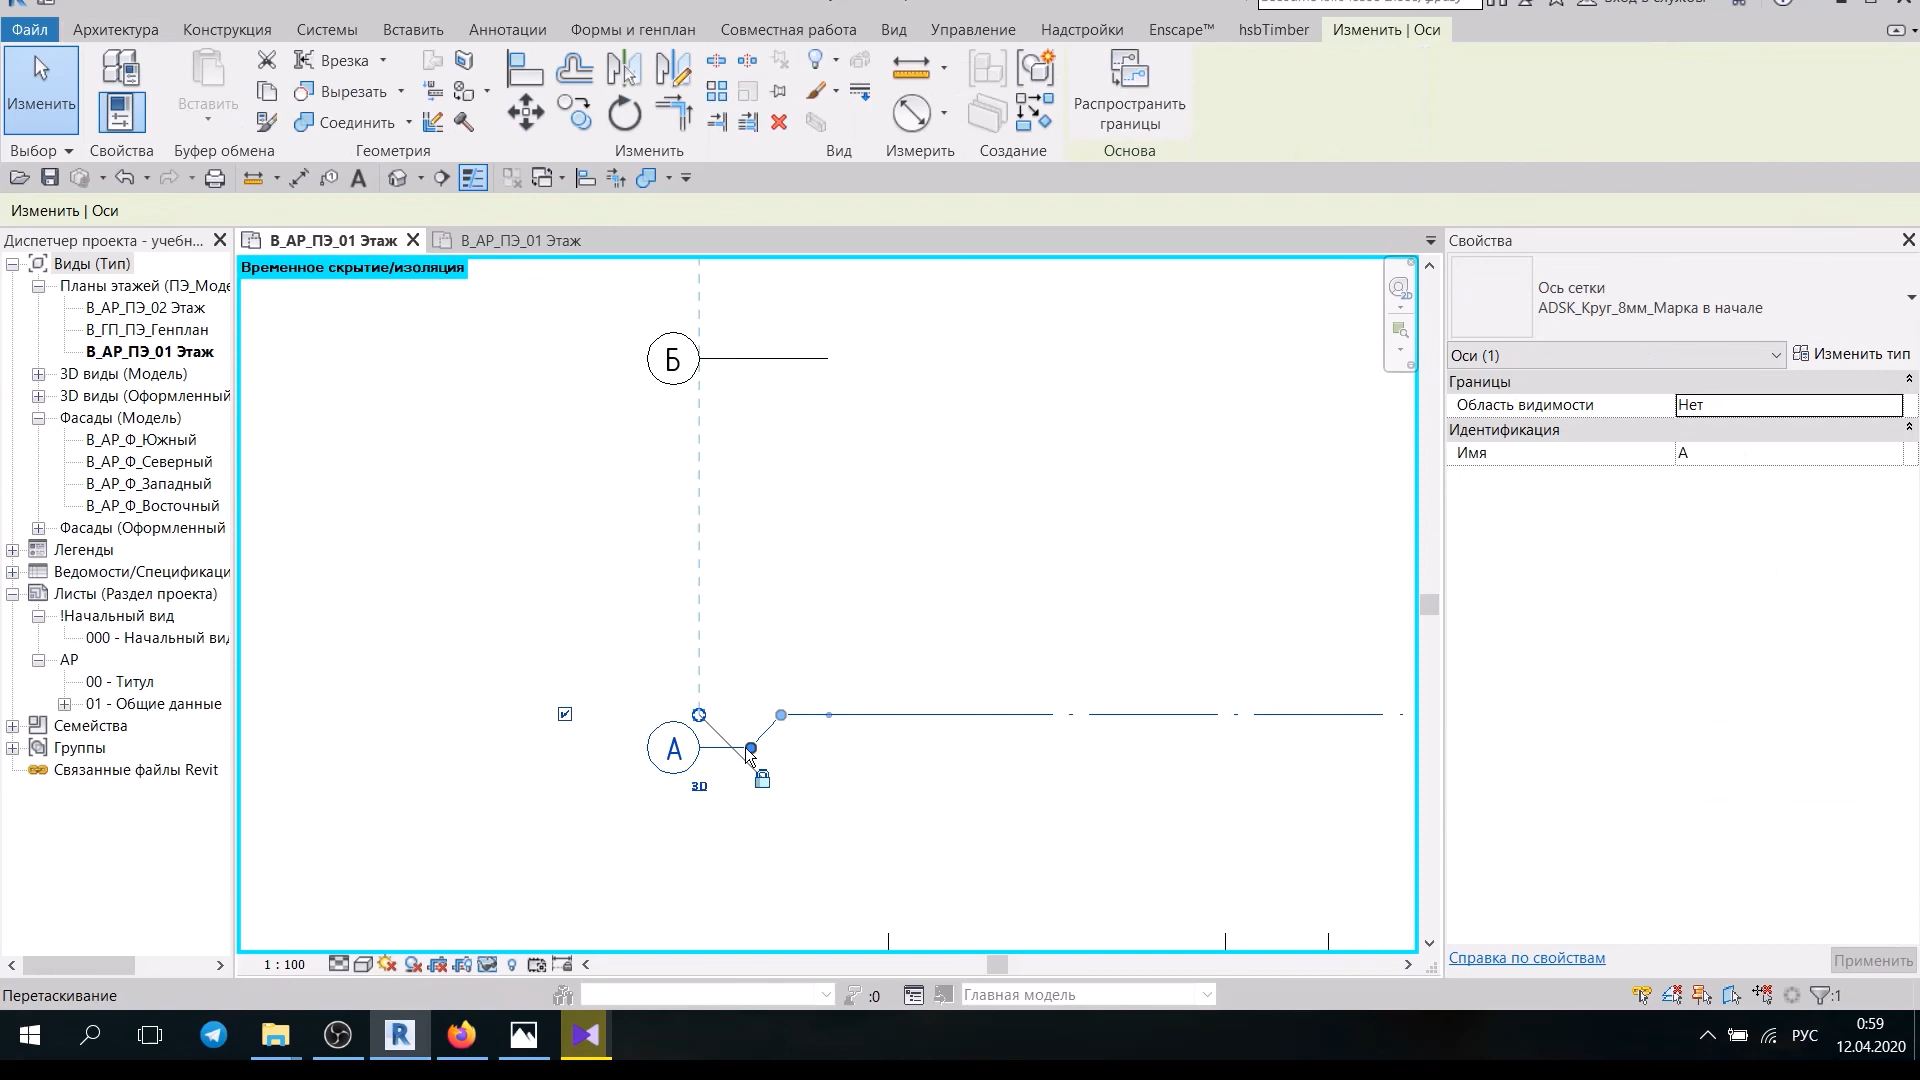 Файл
Архитектура
Конструкция
Системы
Вставить
Аннотации
Формы и генплан
Совместная работа
Вид
Управление
Надстройки
Enscape™
hsbTimber
Изменить | Оси
Изменить
Вставить
Врезка
Вырезать
Соединить
Распространить
границы
Выбор
Свойства
Буфер обмена
Геометрия
Изменить
Вид
Измерить
Создание
Основа
Изменить | Оси
Диспетчер проекта - учебн...
В_АР_ПЭ_01 Этаж
В_АР_ПЭ_01 Этаж
Свойства
Виды (Тип)
Планы этажей (ПЭ_Моде
В_АР_ПЭ_02 Этаж
В_ГП_ПЭ_Генплан
В_АР_ПЭ_01 Этаж
3D виды (Модель)
3D виды (Оформленный
Фасады (Модель)
В_АР_Ф_Южный
В_АР_Ф_Северный
В_АР_Ф_Западный
В_АР_Ф_Восточный
Фасады (Оформленный
Легенды
Ведомости/Спецификаци
Листы (Раздел проекта)
!Начальный вид
000 - Начальный вид
АР
00 - Титул
01 - Общие данные
Семейства
Группы
Связанные файлы Revit
Временное скрытие/изоляция
Б
А
3D
2D
Ось сетки
ADSK_Круг_8мм_Марка в начале
Оси (1)
Изменить тип
Границы
Область видимости
Нет
Идентификация
Имя
А
Справка по свойствам
Применить
1 : 100
Перетаскивание
:0
Главная модель
:1
РУС
0:59
12.04.2020